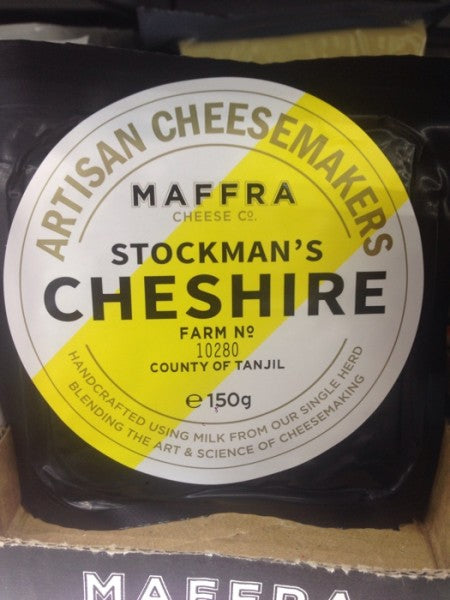 ARTISAN CHEESEMAKERS
MAFFRA
CHEESE Co.
STOCKMAN'S
CHESHIRE
FARM Nº
10280
COUNTY OF TANJIL
℮ 150g
HANDCRAFTED USING MILK FROM OUR SINGLE HERD
BLENDING THE ART & SCIENCE OF CHEESEMAKING
MAFFRA